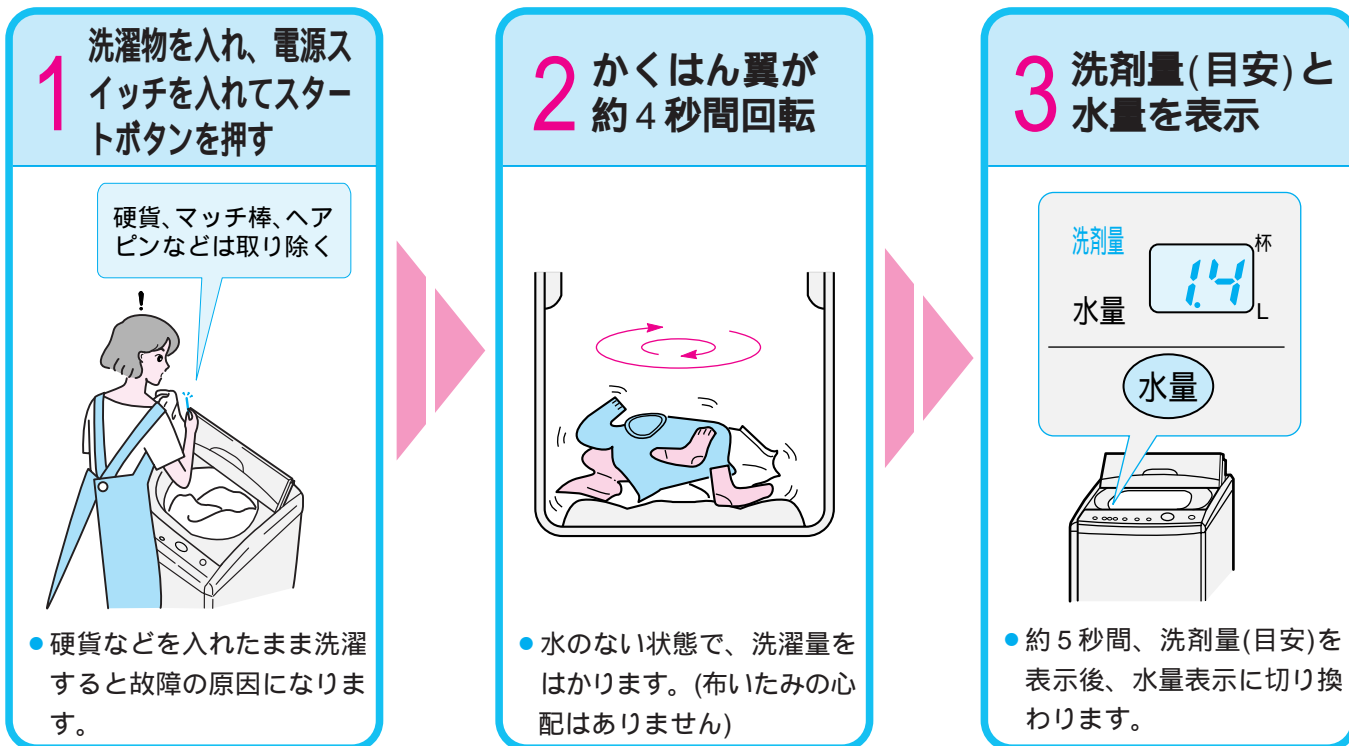 1
洗濯物を入れ、電源ス
イッチを入れてスター
トボタンを押す
硬貨、マッチ棒、ヘア
ピンなどは取り除く
!
●硬貨などを入れたまま洗濯
すると故障の原因になりま
す。
2
かくはん翼が
約4秒間回転
●水のない状態で、洗濯量を
はかります。(布いたみの心
配はありません)
3
洗剤量(目安)と
水量を表示
洗剤量
1.4
杯
水量
L
水量
●約5秒間、洗剤量(目安)を
表示後、水量表示に切り換
わります。